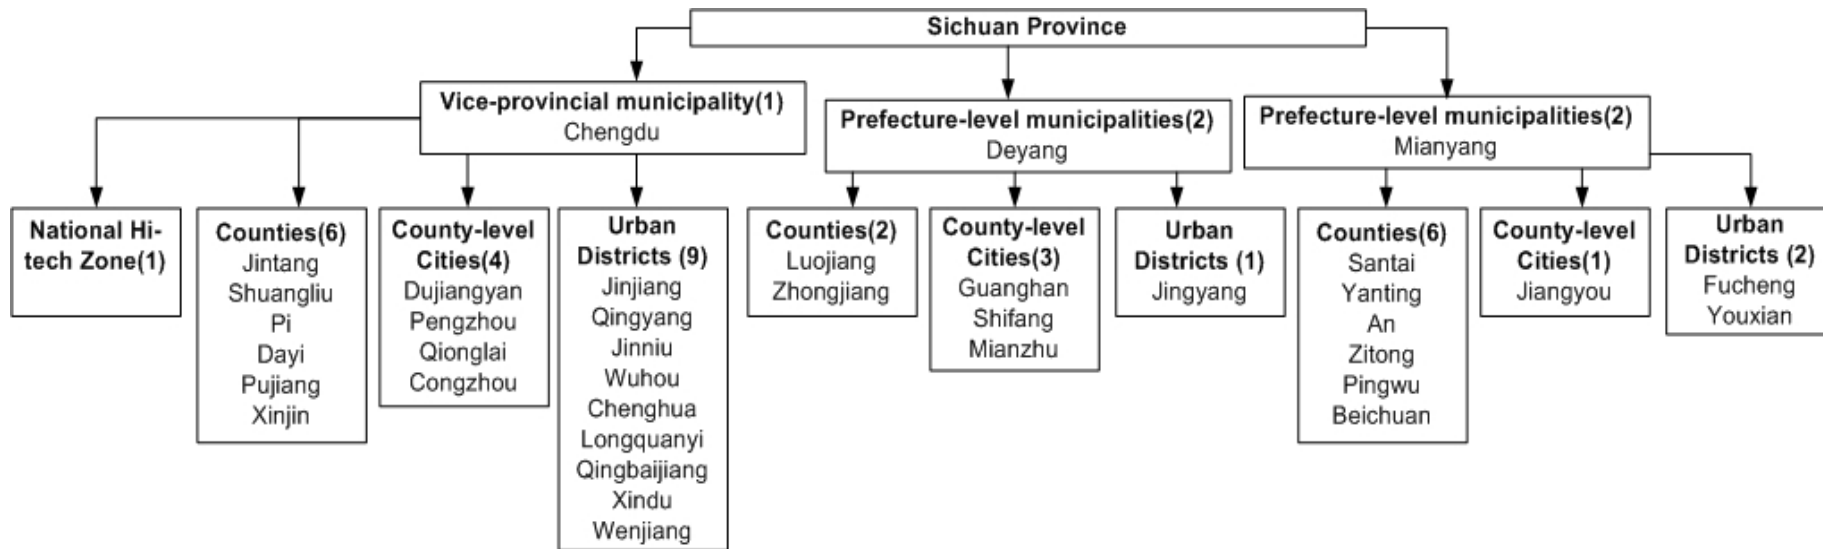 Sichuan Province
Vice-provincial municipality(1)
Chengdu
Prefecture-level municipalities(2)
Deyang
Prefecture-level municipalities(2)
Mianyang
National Hi-
tech Zone(1)
Counties(6)
Jintang
Shuangliu
Pi
Dayi
Pujiang
Xinjin
County-level
Cities(4)
Dujiangyan
Pengzhou
Qionglai
Congzhou
Urban
Districts (9)
Jinjiang
Qingyang
Jinniu
Wuhou
Chenghua
Longquanyi
Qingbaijiang
Xindu
Wenjiang
Counties(2)
Luojiang
Zhongjiang
County-level
Cities(3)
Guanghan
Shifang
Mianzhu
Urban
Districts (1)
Jingyang
Counties(6)
Santai
Yanting
An
Zitong
Pingwu
Beichuan
County-level
Cities(1)
Jiangyou
Urban
Districts (2)
Fucheng
Youxian